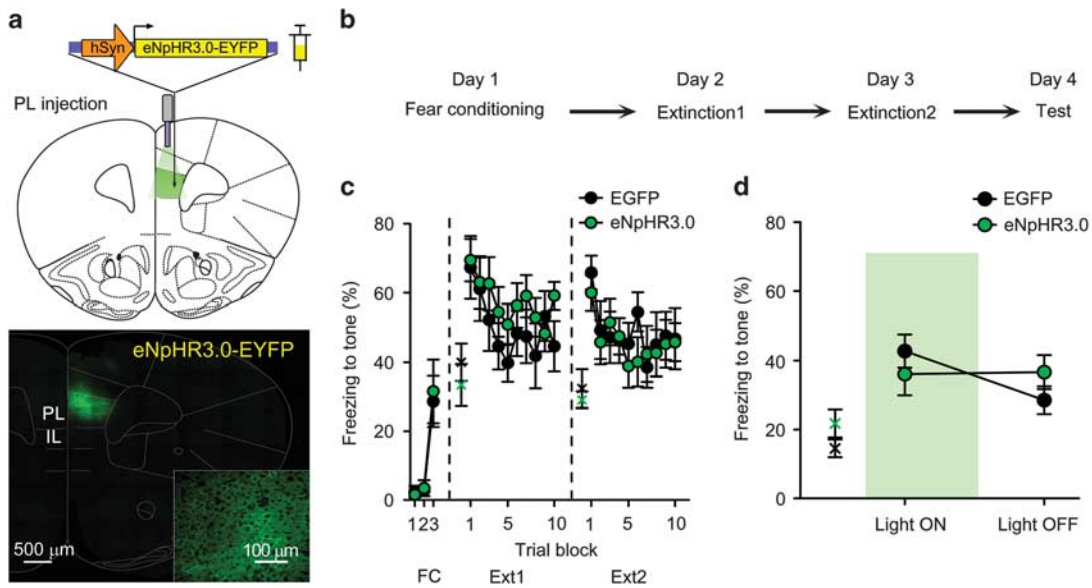 a
hSyn
eNpHR3.0-EYFP
PL injection
eNpHR3.0-EYFP
PL
IL
500 μm
100 μm
b
Day 1
Day 2
Day 3
Day 4
Fear conditioning
Extinction1
Extinction2
Test
c
EGFP
eNpHR3.0
Freezing to tone (%)
80
60
40
20
0
1 2 3
1
5
10
1
5
10
Trial block
FC
Ext1
Ext2
d
EGFP
eNpHR3.0
Freezing to tone (%)
80
60
40
20
0
Light ON
Light OFF